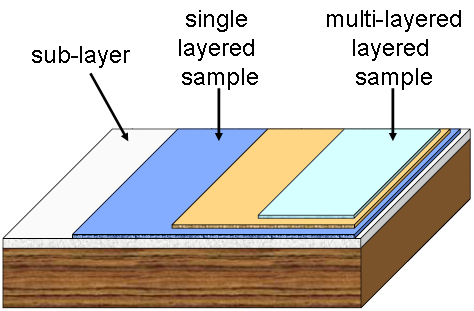 sub-layer
single
layered
sample
multi-layered
layered
sample